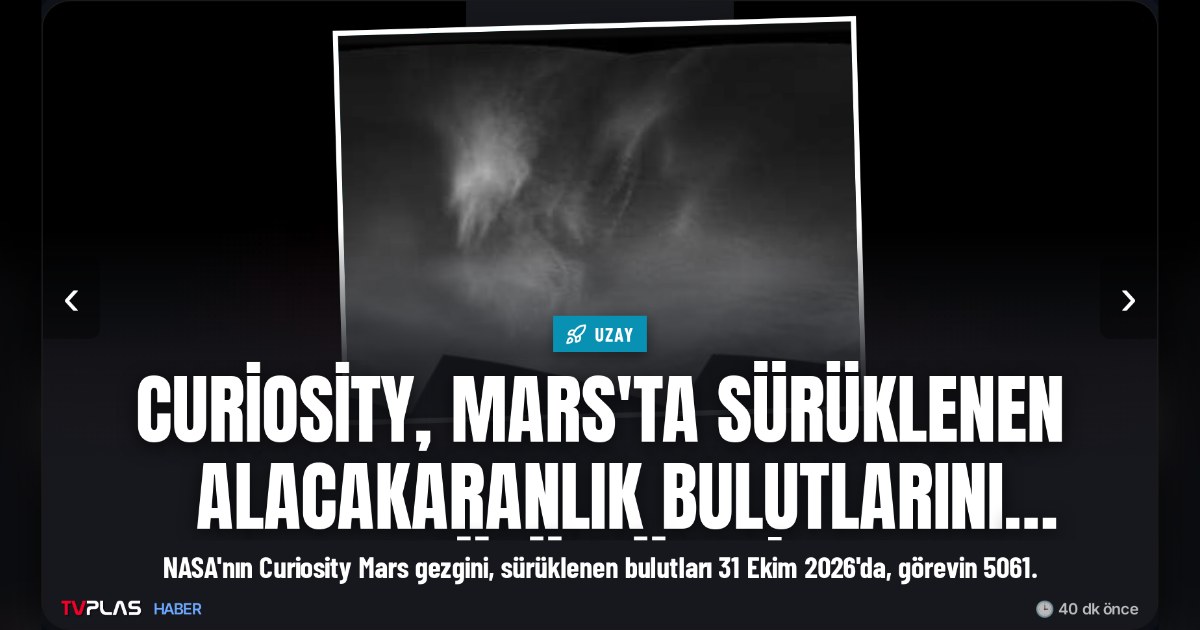 UZAY
CURİOSİTY, MARS'TA SÜRÜKLENEN
ALACAKARANLIK BULUTLARINI...
NASA'nın Curiosity Mars gezgini, sürüklenen bulutları 31 Ekim 2026'da, görevin 5061.
TVPLAS HABER
40 dk önce